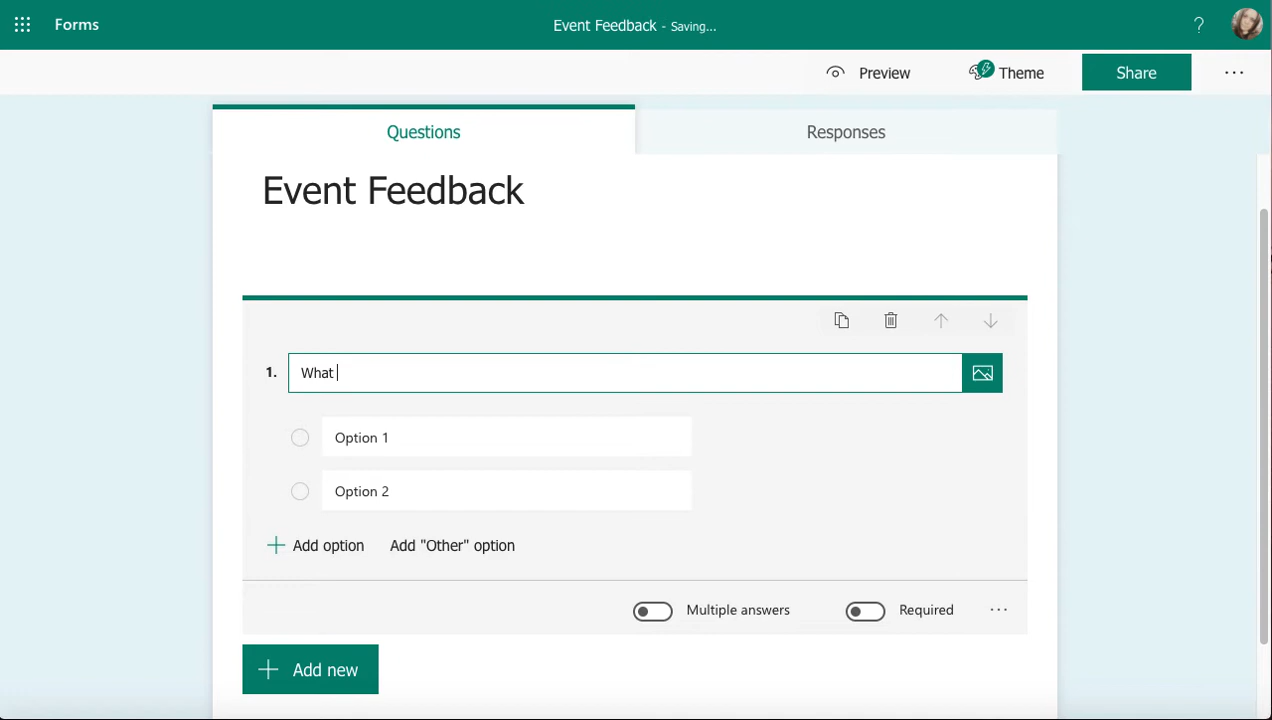 Forms
Event Feedback - Saving...
?
Preview
Theme
Share
...
Questions
Responses
Event Feedback
1.
What
Option 1
Option 2
Add option
Add "Other" option
Multiple answers
Required
...
Add new